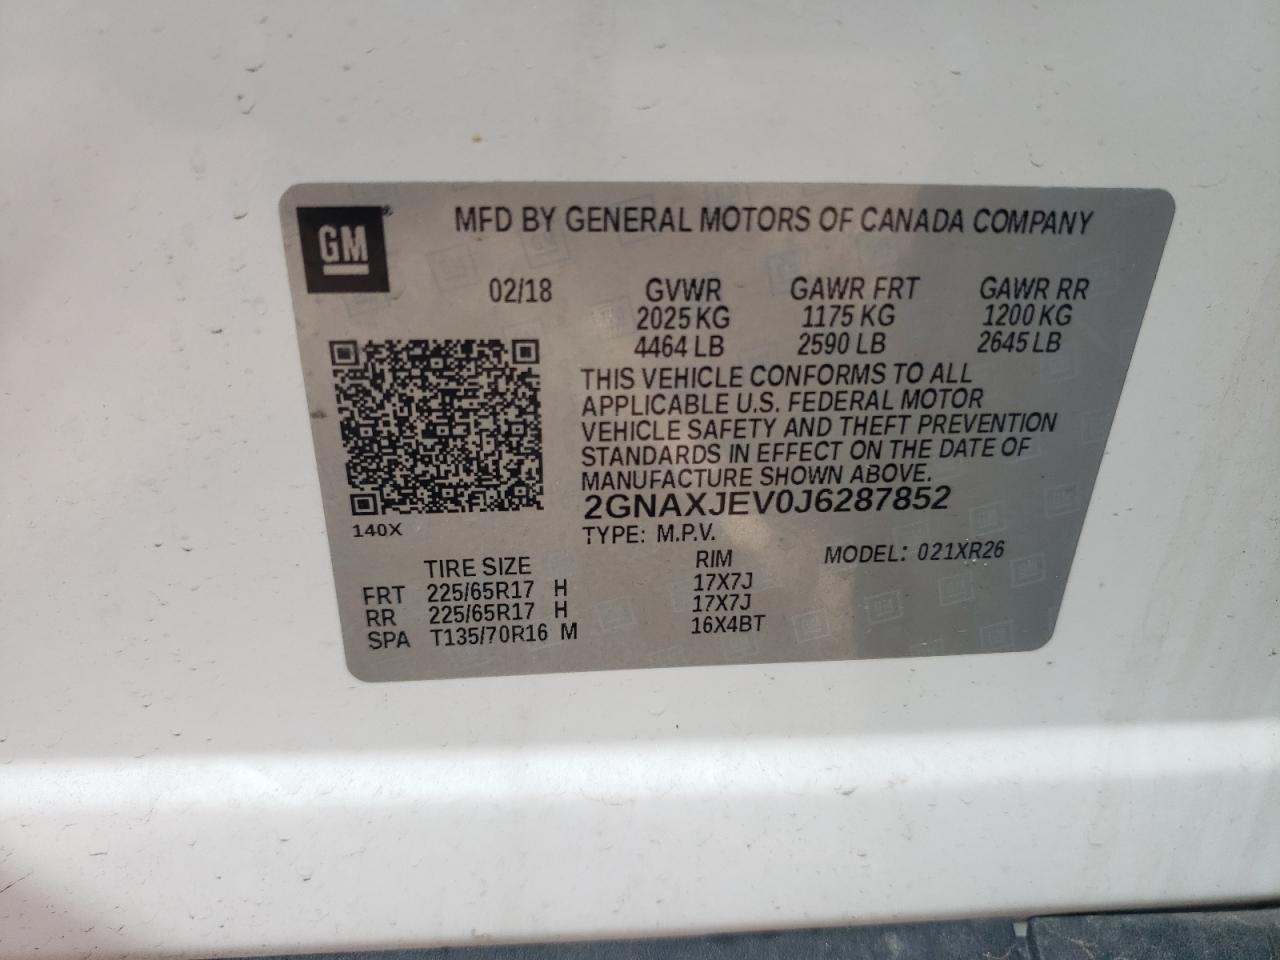 GM®
MFD BY GENERAL MOTORS OF CANADA COMPANY
02/18 GVWR GAWR FRT GAWR RR
2025 KG 1175 KG 1200 KG
4464 LB 2590 LB 2645 LB
THIS VEHICLE CONFORMS TO ALL
APPLICABLE U.S. FEDERAL MOTOR
VEHICLE SAFETY AND THEFT PREVENTION
STANDARDS IN EFFECT ON THE DATE OF
MANUFACTURE SHOWN ABOVE.
2GNAXJEV0J6287852
140X
TYPE: M.P.V.
MODEL: 021XR26
TIRE SIZE RIM
FRT 225/65R17 H 17X7J
RR 225/65R17 H 17X7J
SPA T135/70R16 M 16X4BT